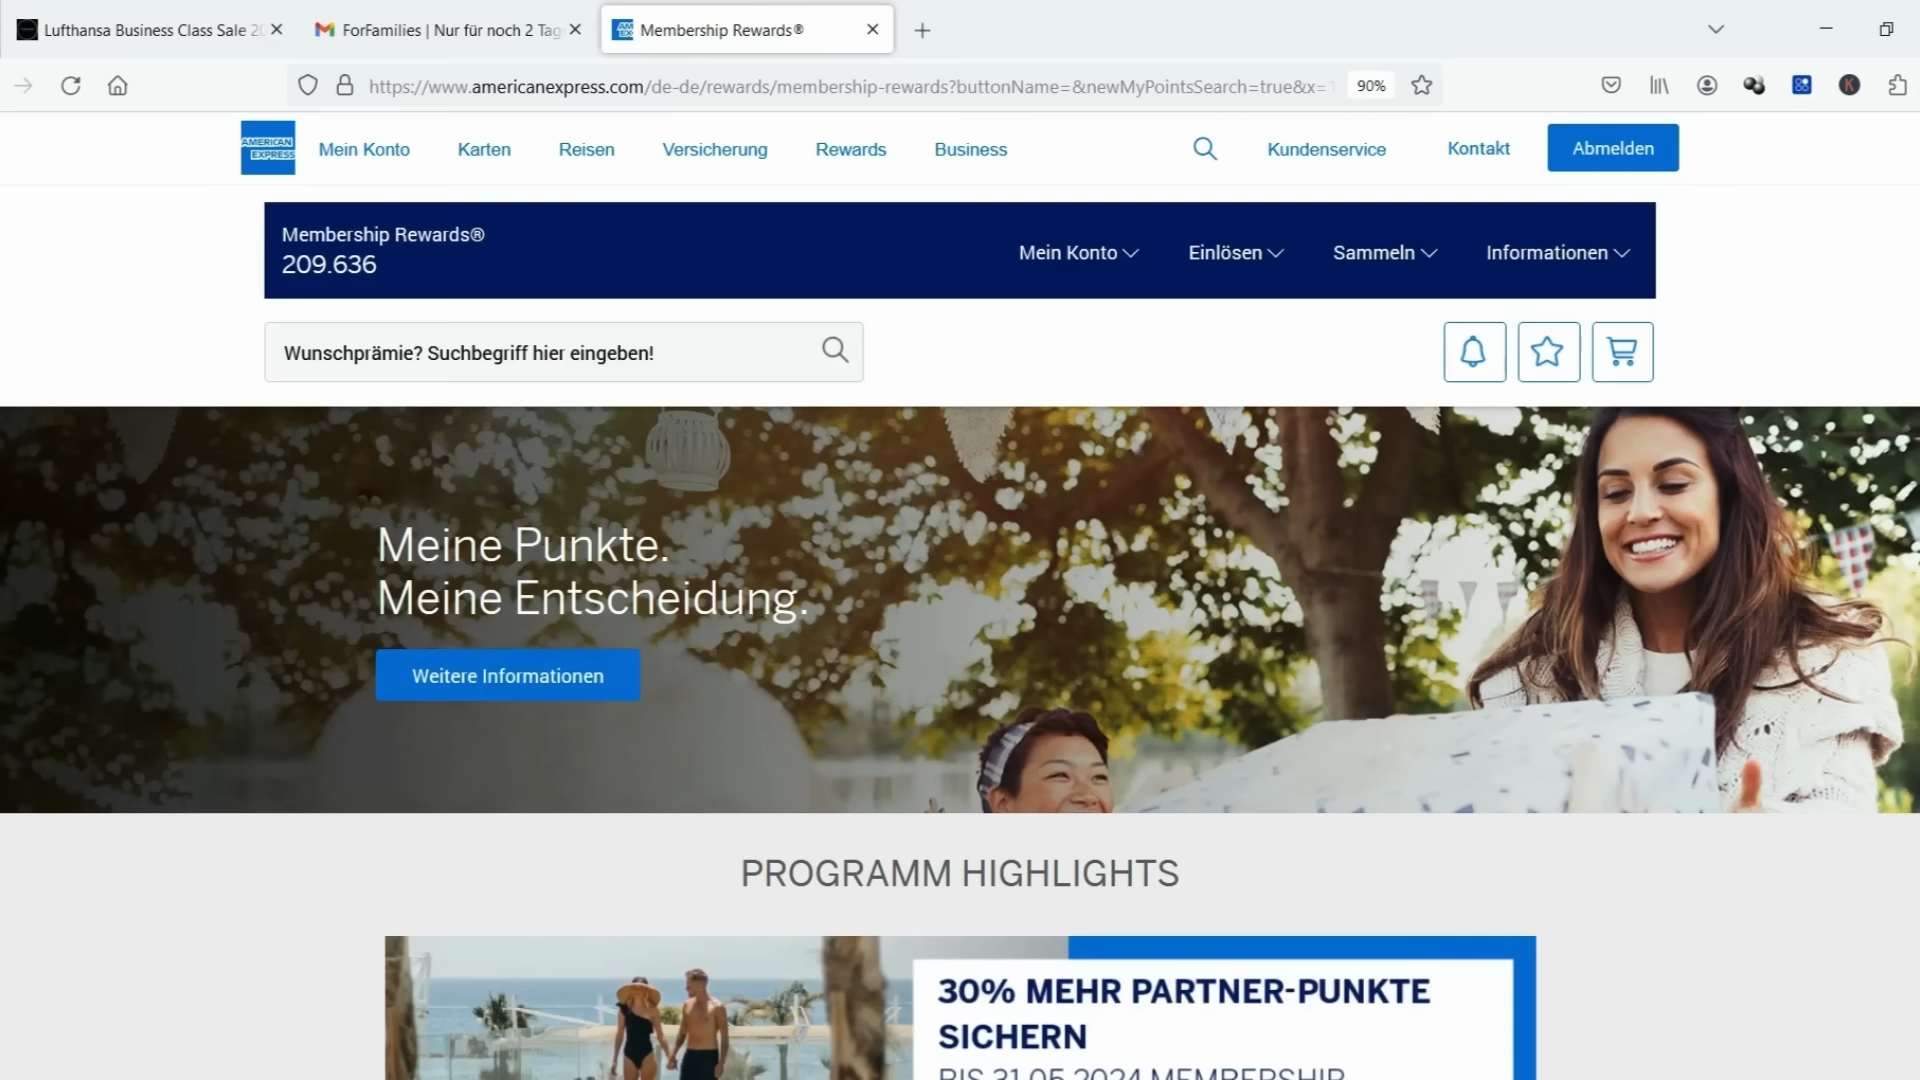 Lufthansa Business Class Sale 20
ForFamilies | Nur für noch 2 Tag
Membership Rewards®
https://www.americanexpress.com/de-de/rewards/membership-rewards?buttonName=&newMyPointsSearch=true&x=
90%
K
AMERICAN
EXPRESS
Mein Konto
Karten
Reisen
Versicherung
Rewards
Business
Kundenservice
Kontakt
Abmelden
Membership Rewards®
209.636
Mein Konto
Einlösen
Sammeln
Informationen
Wunschprämie? Suchbegriff hier eingeben!
Meine Punkte.
Meine Entscheidung.
Weitere Informationen
PROGRAMM HIGHLIGHTS
30% MEHR PARTNER-PUNKTE
SICHERN
BIS 31.05.2024 MEMBERSHIP